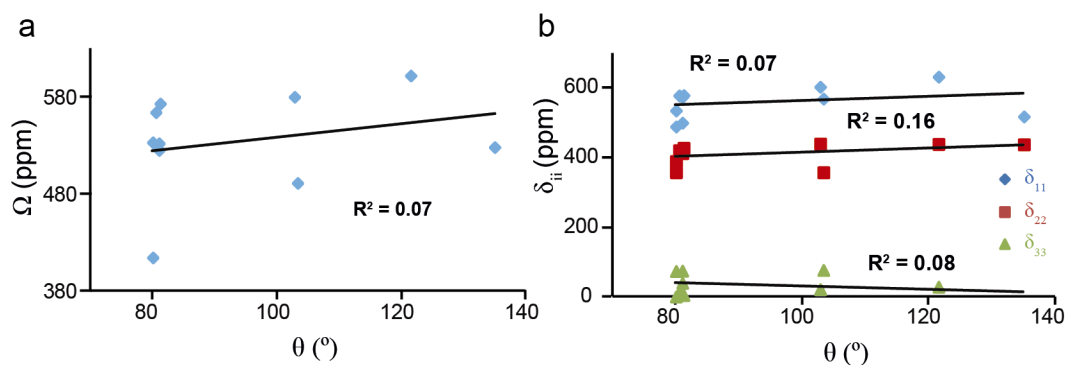 a
Ω (ppm)
580
480
380
R² = 0.07
80
100
120
140
θ (º)
b
δii (ppm)
600
400
200
0
R² = 0.07
R² = 0.16
R² = 0.08
δ11
δ22
δ33
80
100
120
140
θ (º)